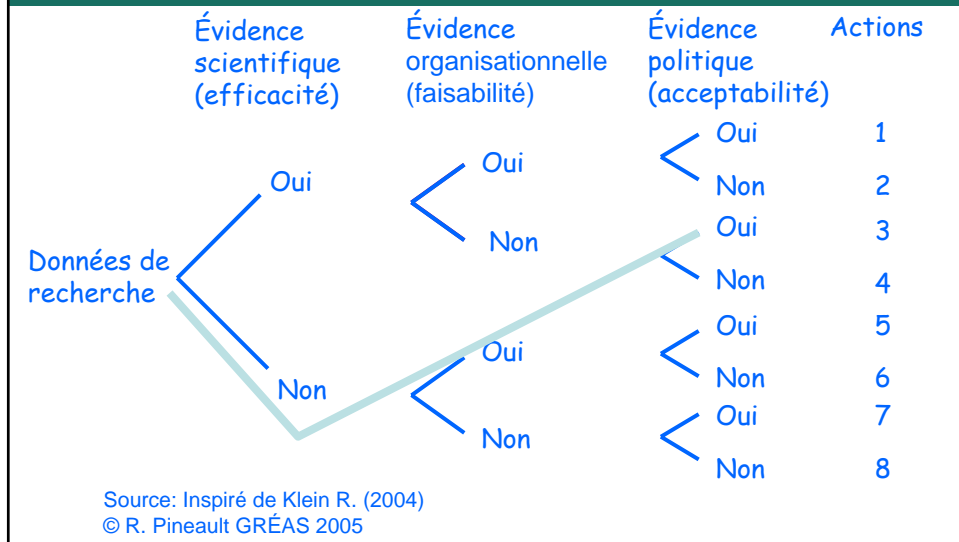 Évidence
scientifique
(efficacité)
Évidence
organisationnelle
(faisabilité)
Évidence
politique
(acceptabilité)
Actions
Oui 1
Oui
Oui
Non 2
Oui 3
Non
Données de
recherche
Non 4
Oui 5
Oui
Non
Non 6
Oui 7
Non
Non 8
Source: Inspiré de Klein R. (2004)
© R. Pineault GRÉAS 2005